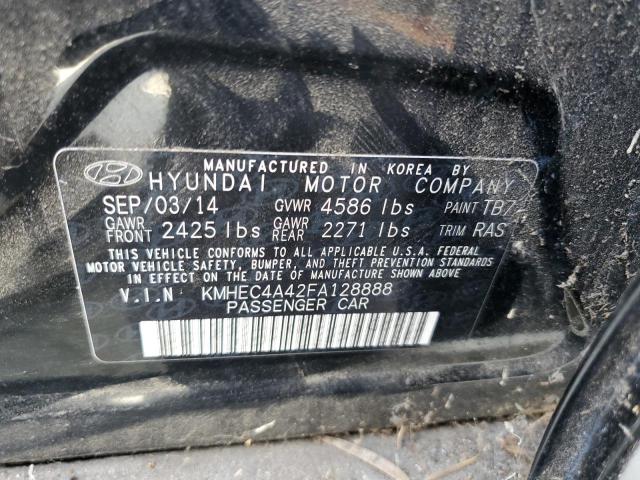 MANUFACTURED IN KOREA BY
HYUNDAI MOTOR COMPANY
SEP/03/14 GVWR 4586 lbs PAINT TB7
GAWR FRONT 2425 lbs GAWR REAR 2271 lbs TRIM RAS
THIS VEHICLE CONFORMS TO ALL APPLICABLE U.S.A. FEDERAL
MOTOR VEHICLE SAFETY, BUMPER, AND THEFT PREVENTION STANDARDS
IN EFFECT ON THE DATE OF MANUFACTURE SHOWN ABOVE
V.I.N KMHEC4A42FA128888
PASSENGER CAR